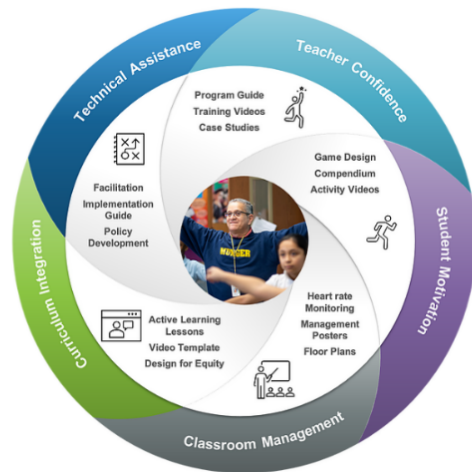 Technical Assistance
Teacher Confidence
Student Motivation
Classroom Management
Curriculum Integration
Program Guide
Training Videos
Case Studies
Game Design
Compendium
Activity Videos
Heart rate
Monitoring
Management
Posters
Floor Plans
Active Learning
Lessons
Video Template
Design for Equity
Facilitation
Implementation
Guide
Policy
Development